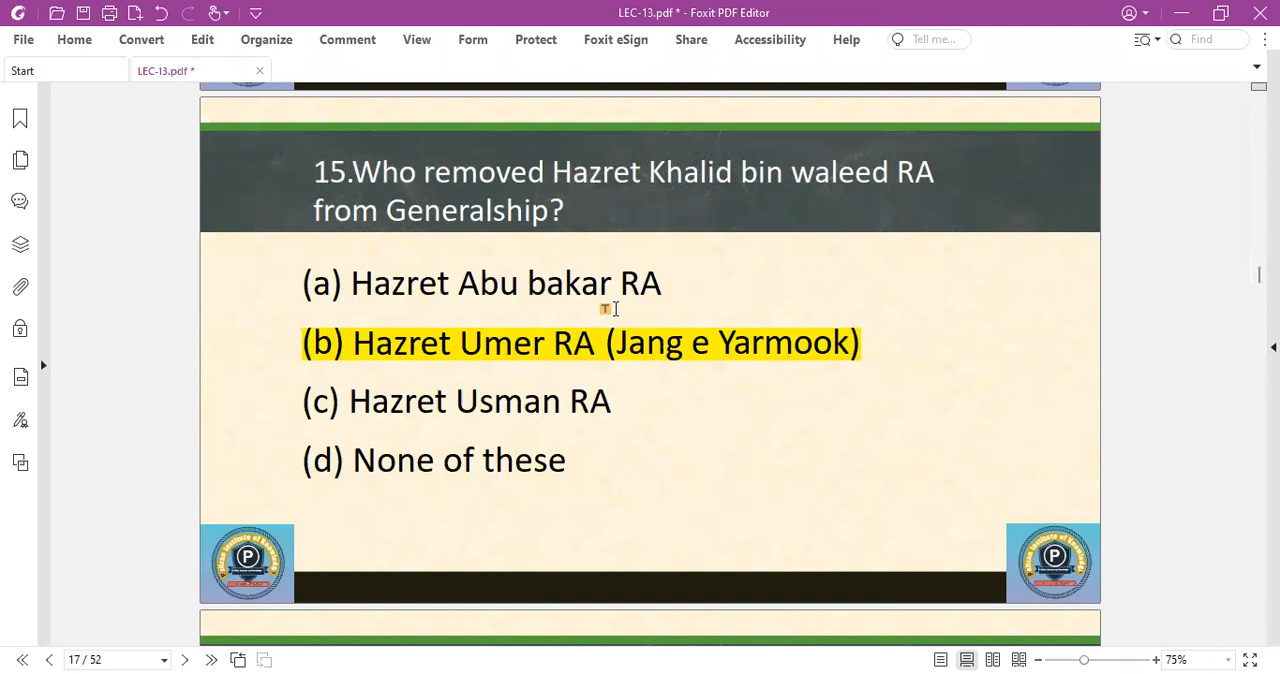 LEC-13.pdf * - Foxit PDF Editor
File Home Convert Edit Organize Comment View Form Protect Foxit eSign Share Accessibility Help Tell me... Find
Start LEC-13.pdf *
15.Who removed Hazret Khalid bin waleed RA
from Generalship?
(a) Hazret Abu bakar RA
T
(b) Hazret Umer RA (Jang e Yarmook)
(c) Hazret Usman RA
(d) None of these
P P
17 / 52 75%